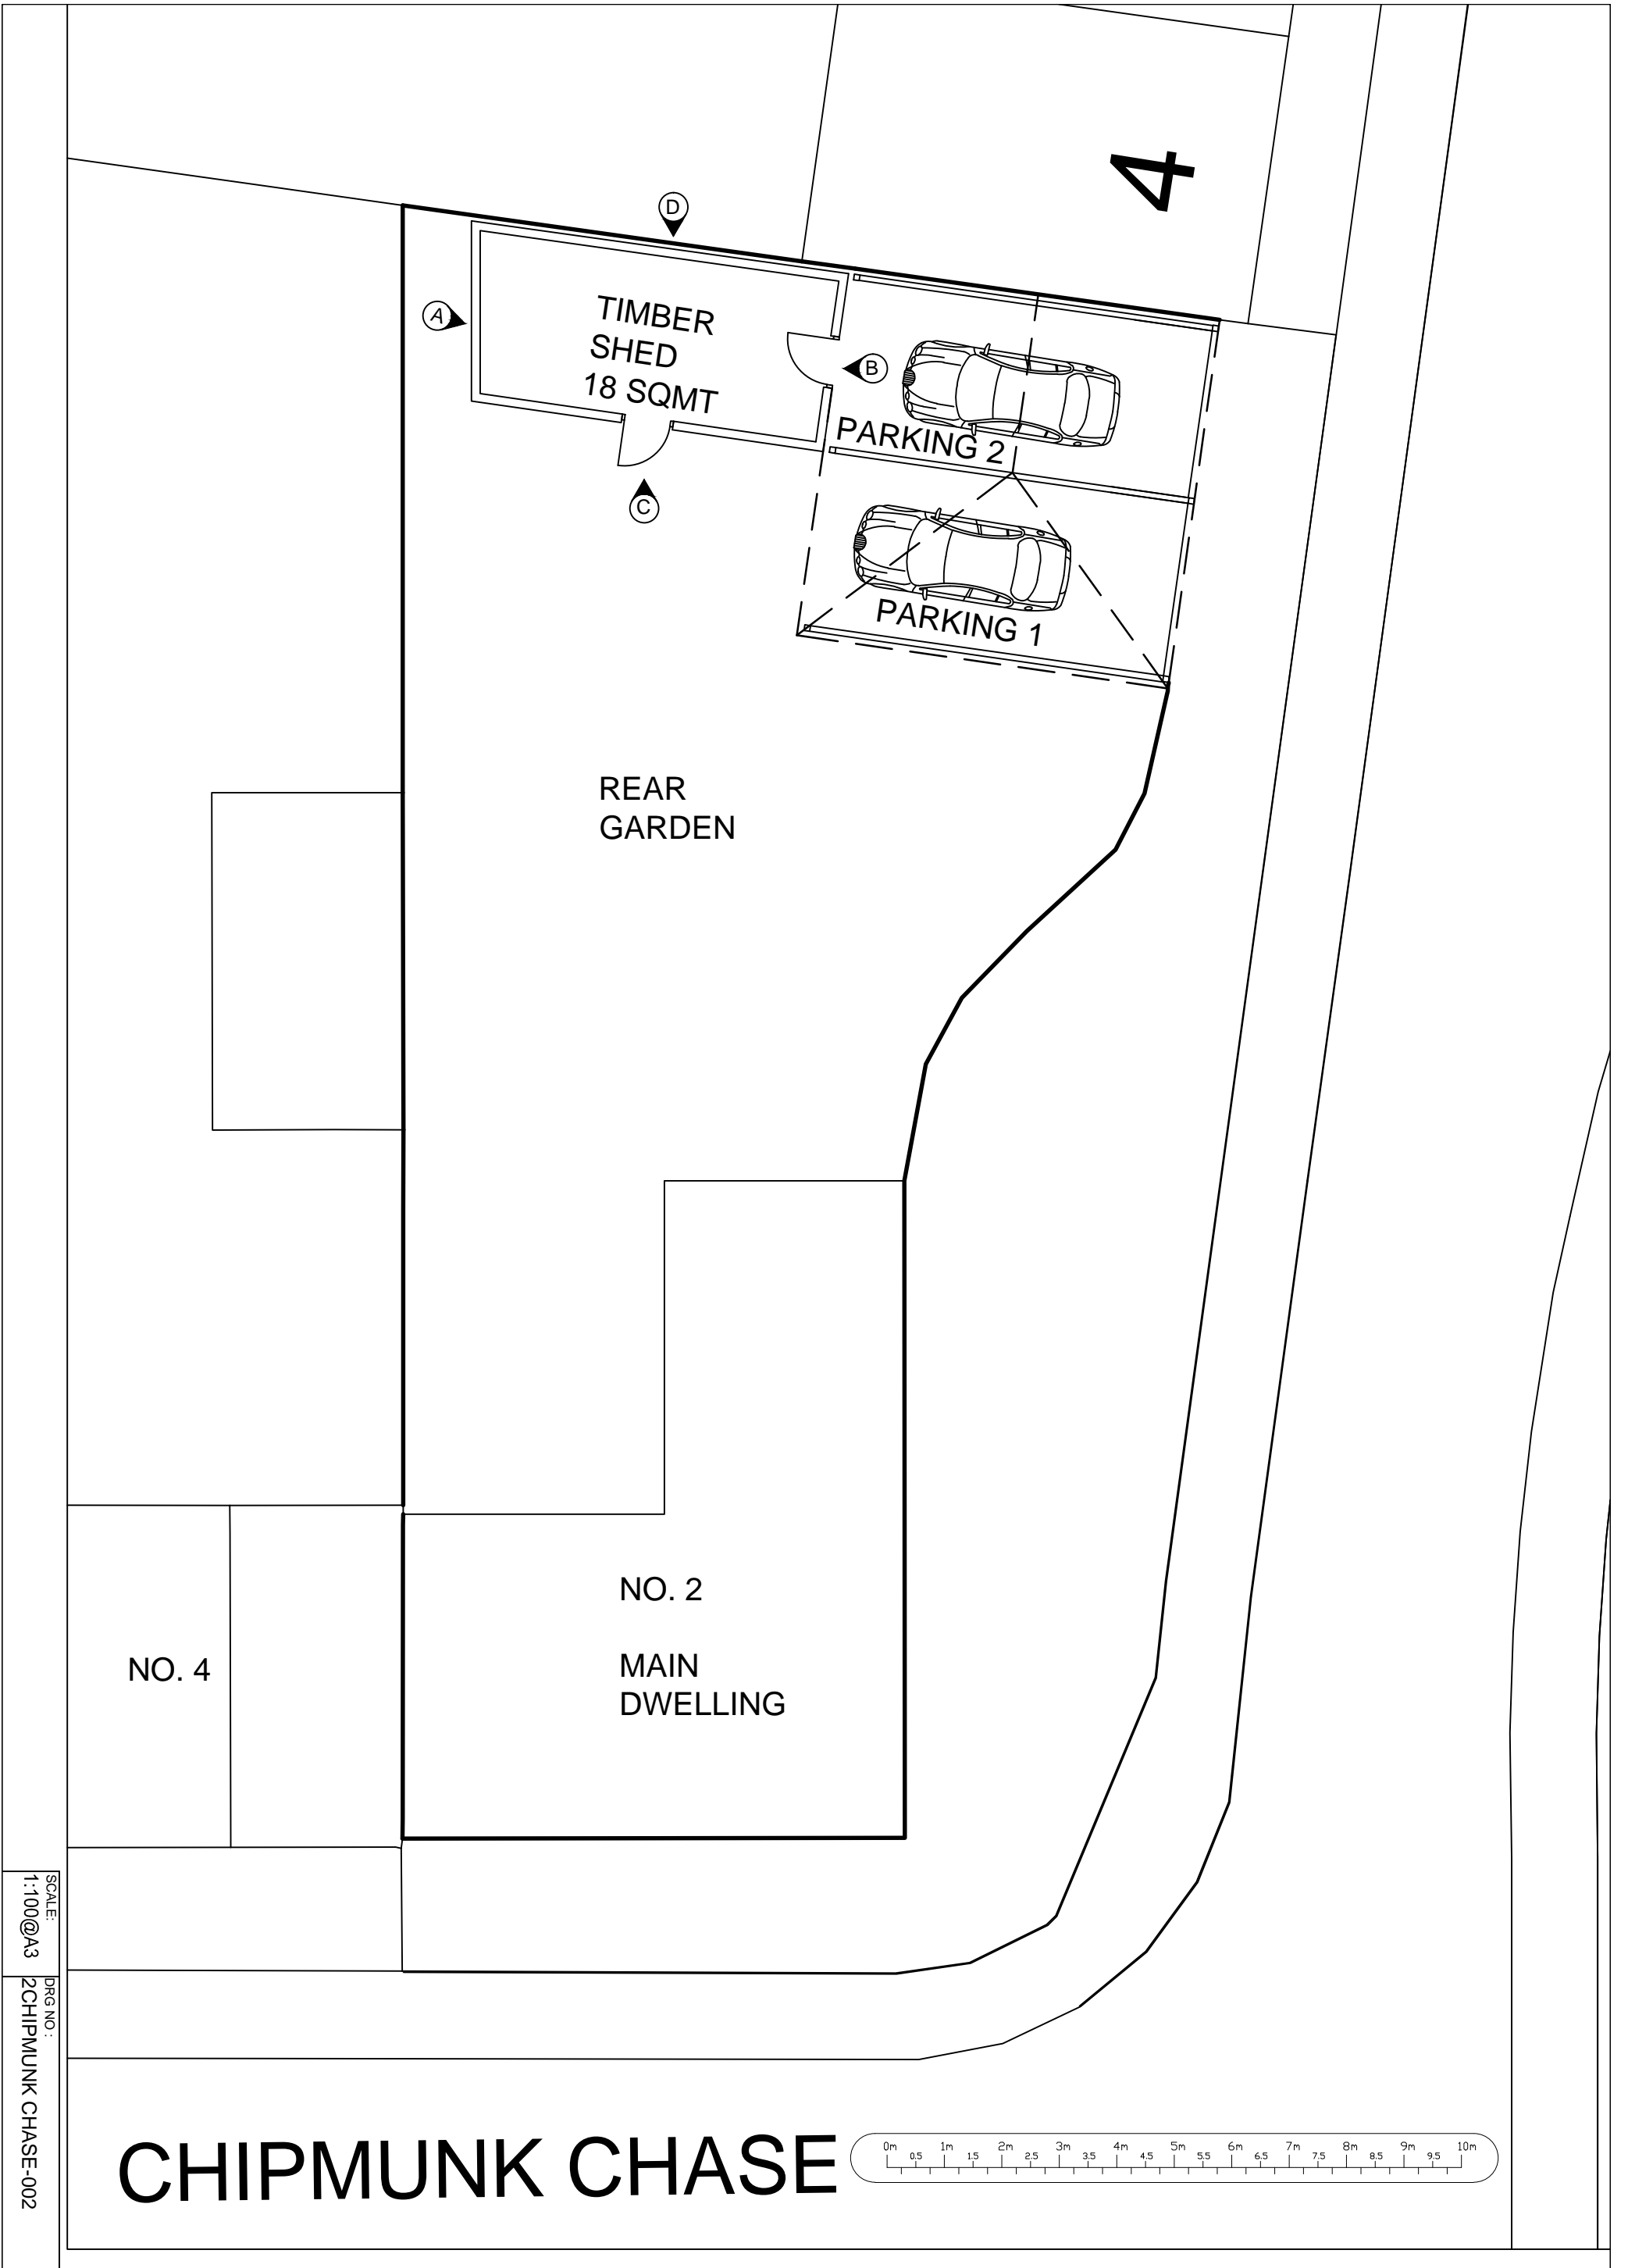 4
D
A
TIMBER
SHED
18 SQMT
B
PARKING 2
C
PARKING 1
REAR
GARDEN
NO. 2
MAIN
DWELLING
NO. 4
SCALE:
1:100@A3
DRG NO :
2CHIPMUNK CHASE-002
CHIPMUNK CHASE
0m 1m 2m 3m 4m 5m 6m 7m 8m 9m 10m
0.5 1.5 2.5 3.5 4.5 5.5 6.5 7.5 8.5 9.5